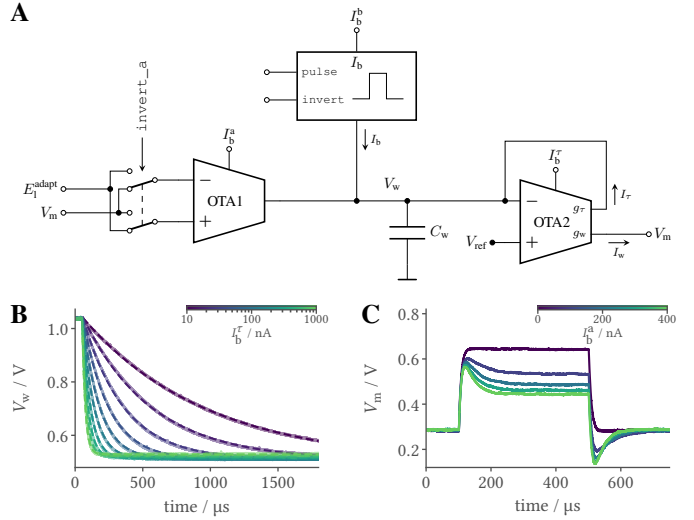 A
I_b^b
I_b
pulse
invert
I_b
invert_a
I_b^a
E_l^adapt
V_m
−
+
OTA1
V_w
C_w
I_b^τ
V_ref
−
+
OTA2
g_τ
g_w
I_τ
I_w
V_m
B
10 100 1000
I_b^τ / nA
1.0
0.8
0.6
V_w / V
0 500 1000 1500
time / µs
C
0 200 400
I_b^a / nA
0.8
0.6
0.4
0.2
V_m / V
0 200 400 600
time / µs